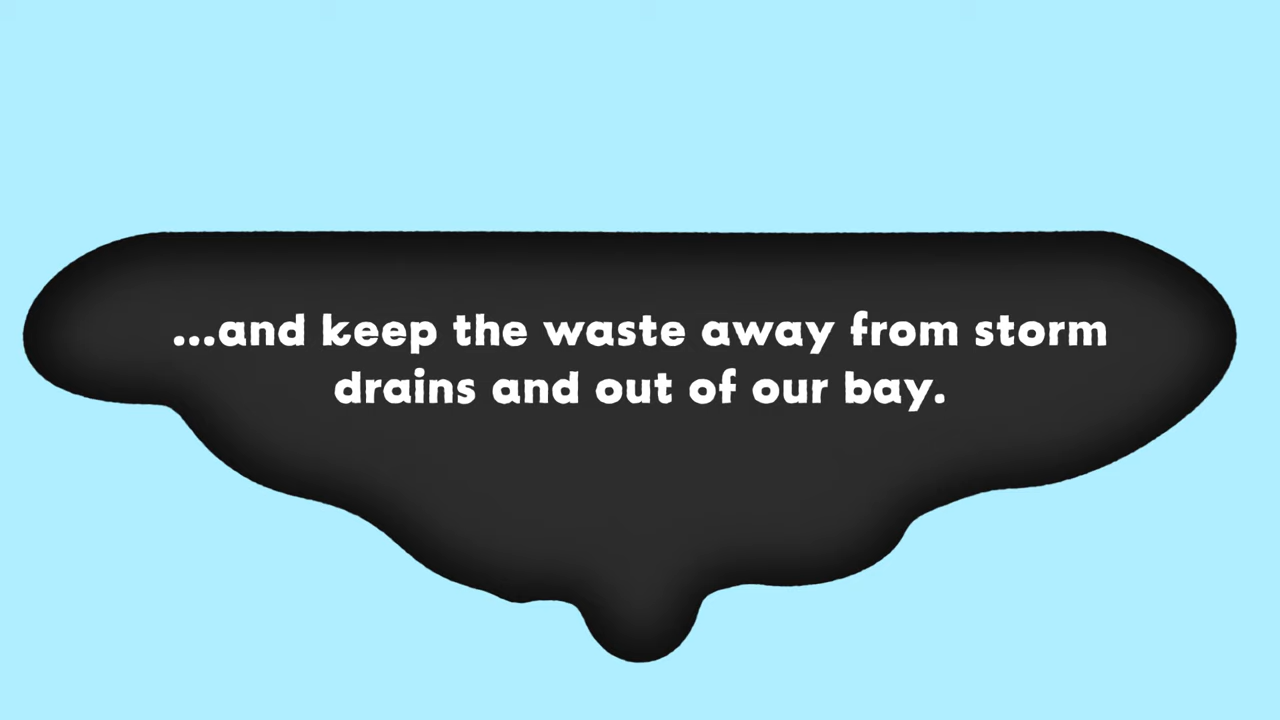 ...and keep the waste away from storm
drains and out of our bay.